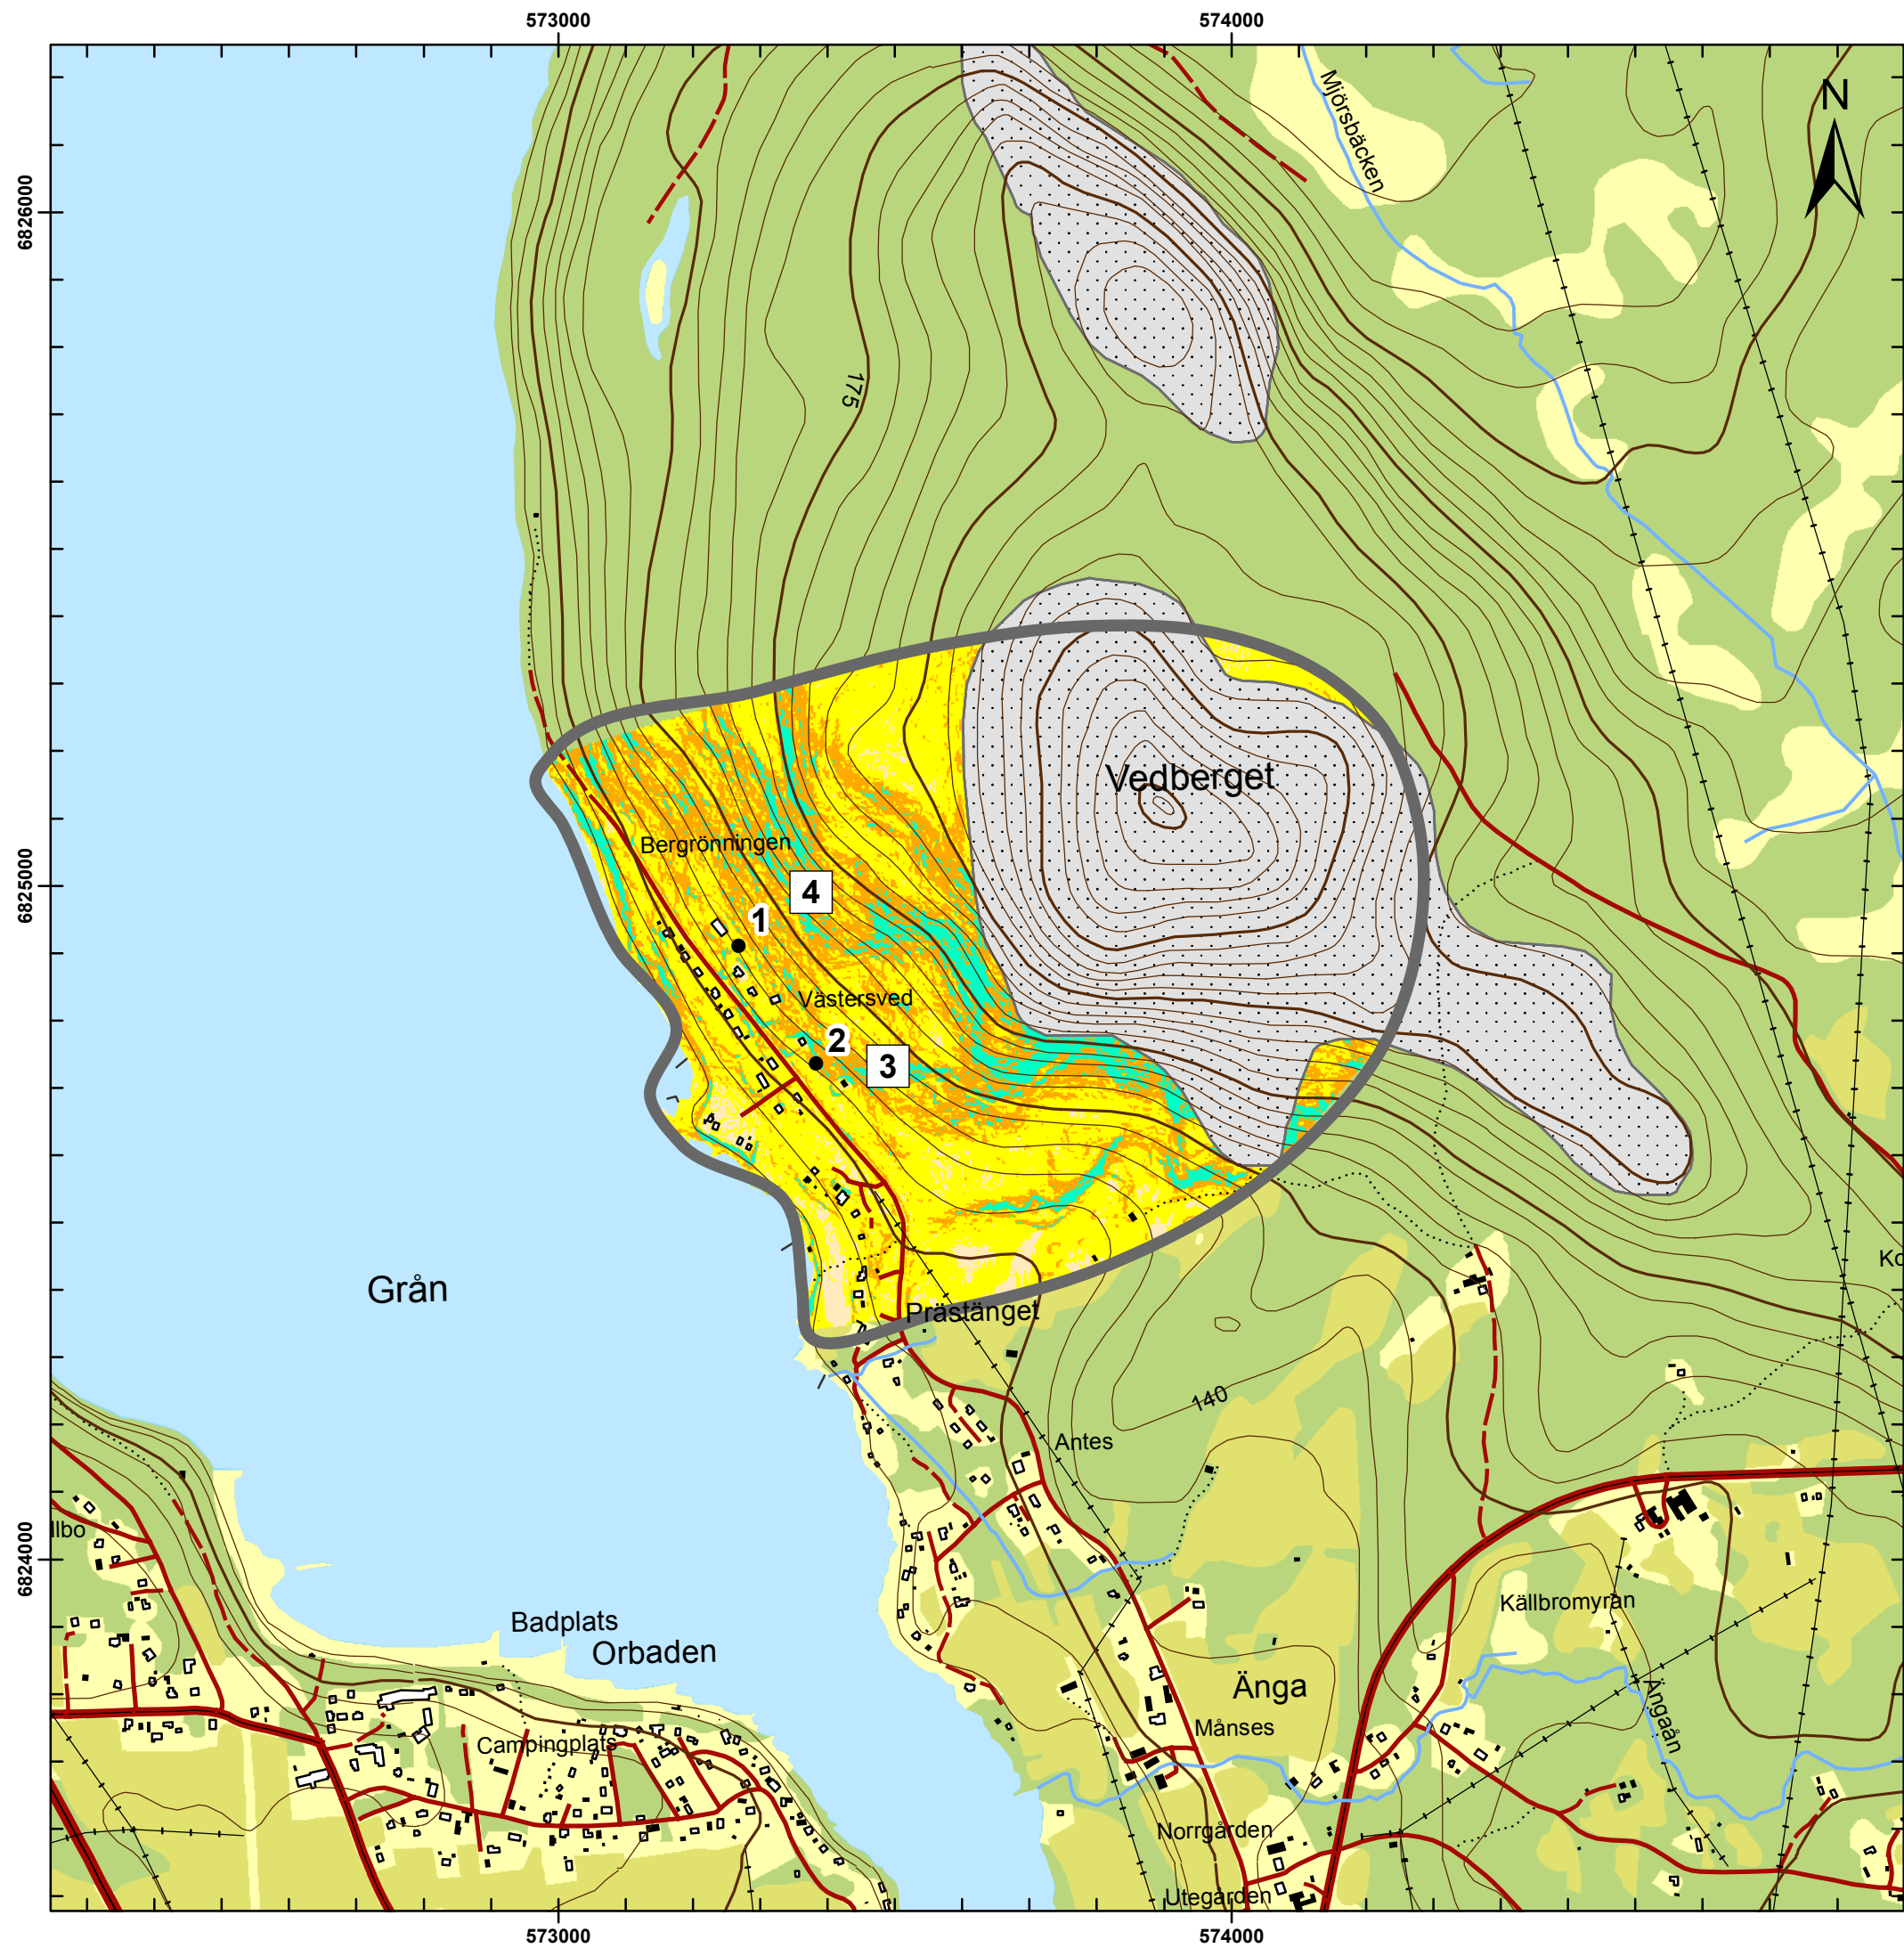 573000
574000
Mjörsbäcken
N
6826000
175
Vedberget
Bergrönningen
6825000
4
1
Västersved
2
3
Ko
Grån
Prästänget
140
Antes
llbo
6824000
Källbromyran
Badplats
Orbaden
Änga
Ängaån
Månses
Campingplats
Norrgården
Utegården
573000
574000